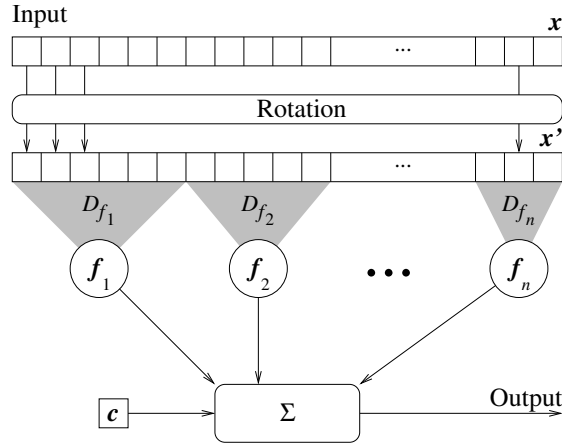 Input
x
...
Rotation
x'
...
D_{f_1} D_{f_2} D_{f_n}
f_1 f_2 ... f_n
c Σ Output